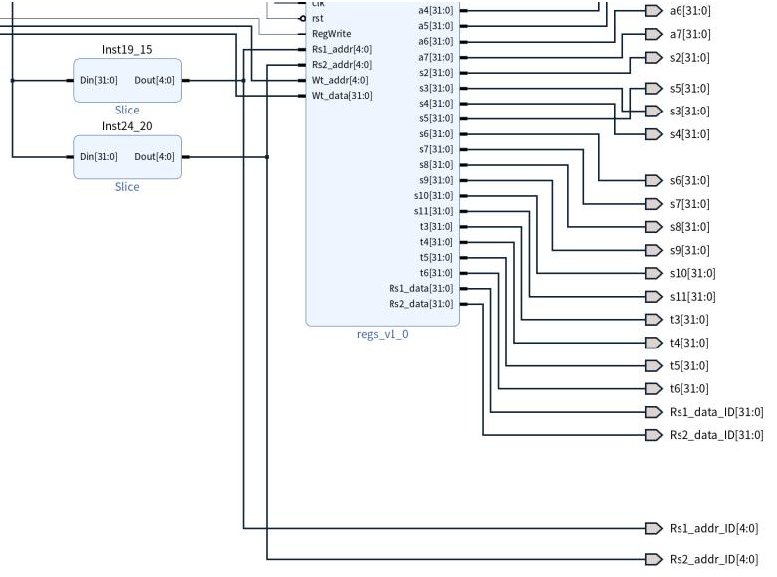 Inst19_15
Din[31:0] Dout[4:0]
Slice
Inst24_20
Din[31:0] Dout[4:0]
Slice
clk
rst
RegWrite
Rs1_addr[4:0]
Rs2_addr[4:0]
Wt_addr[4:0]
Wt_data[31:0]
a4[31:0]
a5[31:0]
a6[31:0]
a7[31:0]
s2[31:0]
s3[31:0]
s4[31:0]
s5[31:0]
s6[31:0]
s7[31:0]
s8[31:0]
s9[31:0]
s10[31:0]
s11[31:0]
t3[31:0]
t4[31:0]
t5[31:0]
t6[31:0]
Rs1_data[31:0]
Rs2_data[31:0]
regs_v1_0
a6[31:0]
a7[31:0]
s2[31:0]
s5[31:0]
s3[31:0]
s4[31:0]
s6[31:0]
s7[31:0]
s8[31:0]
s9[31:0]
s10[31:0]
s11[31:0]
t3[31:0]
t4[31:0]
t5[31:0]
t6[31:0]
Rs1_data_ID[31:0]
Rs2_data_ID[31:0]
Rs1_addr_ID[4:0]
Rs2_addr_ID[4:0]